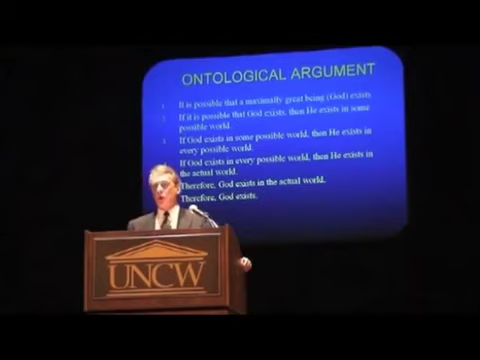 ONTOLOGICAL ARGUMENT
1 It is possible that a maximally great being (God) exists.
2 If it is possible that God exists, then He exists in some
possible world.
3 If God exists in some possible world, then He exists in
every possible world.
If God exists in every possible world, then He exists in
the actual world.
Therefore, God exists in the actual world.
Therefore, God exists.
UNCW